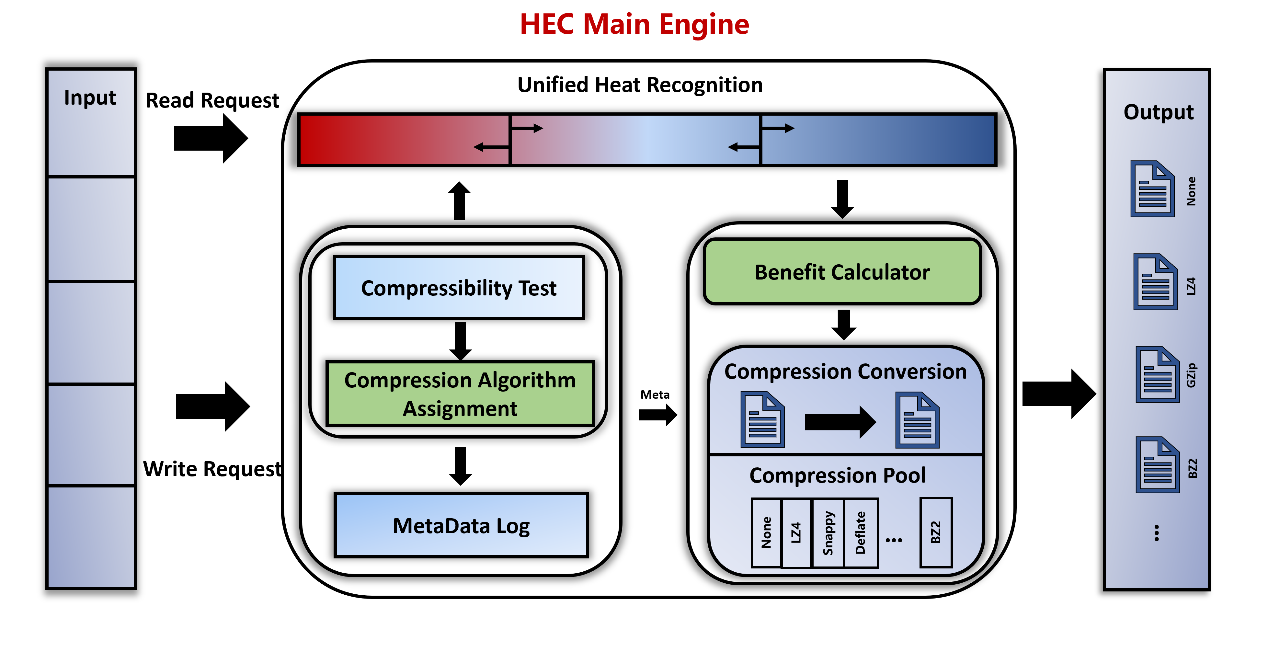 HEC Main Engine
Input
Read Request
Write Request
Unified Heat Recognition
Compressibility Test
Compression Algorithm
Assignment
MetaData Log
Meta
Benefit Calculator
Compression Conversion
Compression Pool
None
LZ4
Snappy
Deflate
...
BZ2
Output
None
LZ4
GZip
BZ2
...